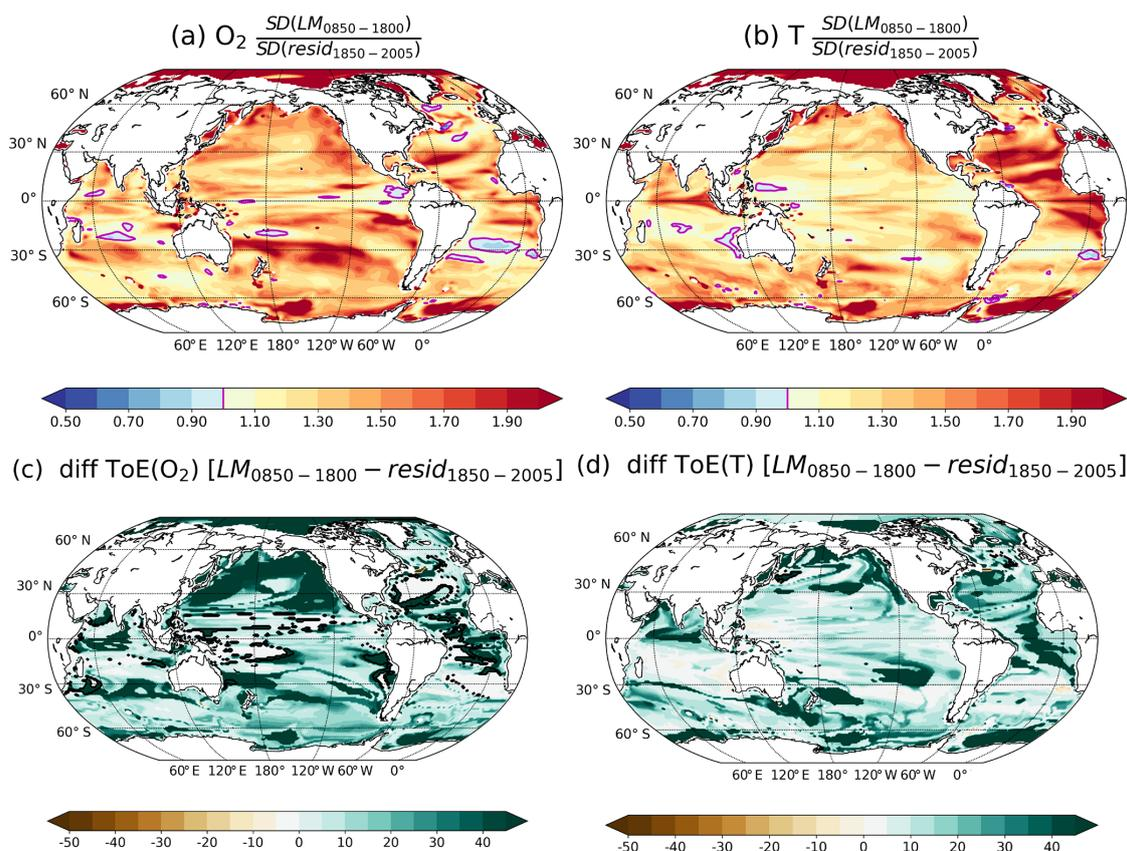 (a) O₂ SD(LM₀₈₅₀₋₁₈₀₀)
SD(resid₁₈₅₀₋₂₀₀₅)
(b) T SD(LM₀₈₅₀₋₁₈₀₀)
SD(resid₁₈₅₀₋₂₀₀₅)
60° N
30° N
0°
30° S
60° S
60° E 120° E 180° 120° W 60° W 0°
60° N
30° N
0°
30° S
60° S
60° E 120° E 180° 120° W 60° W 0°
0.50 0.70 0.90 1.10 1.30 1.50 1.70 1.90
0.50 0.70 0.90 1.10 1.30 1.50 1.70 1.90
(c) diff ToE(O₂) [LM₀₈₅₀₋₁₈₀₀ − resid₁₈₅₀₋₂₀₀₅]
(d) diff ToE(T) [LM₀₈₅₀₋₁₈₀₀ − resid₁₈₅₀₋₂₀₀₅]
60° N
30° N
0°
30° S
60° S
60° E 120° E 180° 120° W 60° W 0°
60° N
30° N
0°
30° S
60° S
60° E 120° E 180° 120° W 60° W 0°
-50 -40 -30 -20 -10 0 10 20 30 40
-50 -40 -30 -20 -10 0 10 20 30 40